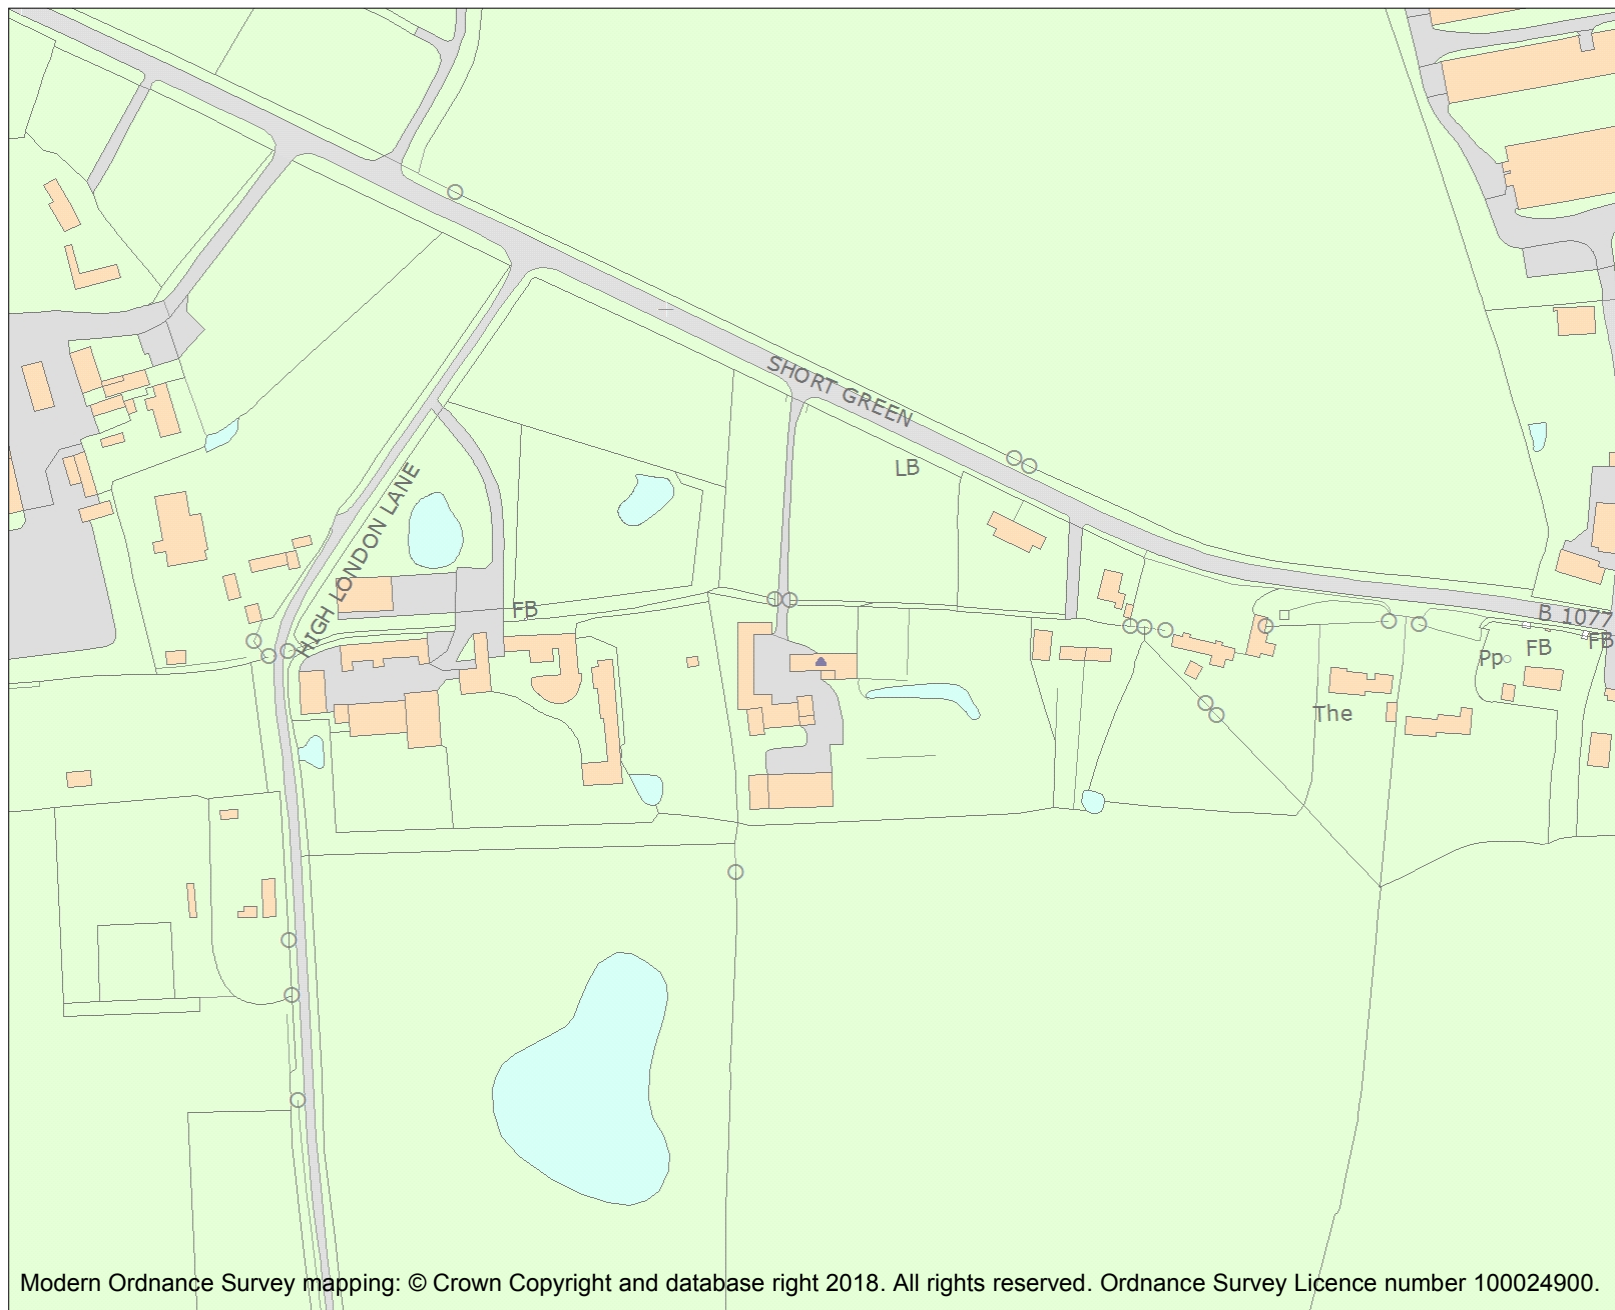 SHORT GREEN
LB
HIGH LONDON LANE
FB
B 1077
FB
FB
Pp
The
Modern Ordnance Survey mapping: © Crown Copyright and database right 2018. All rights reserved. Ordnance Survey Licence number 100024900.